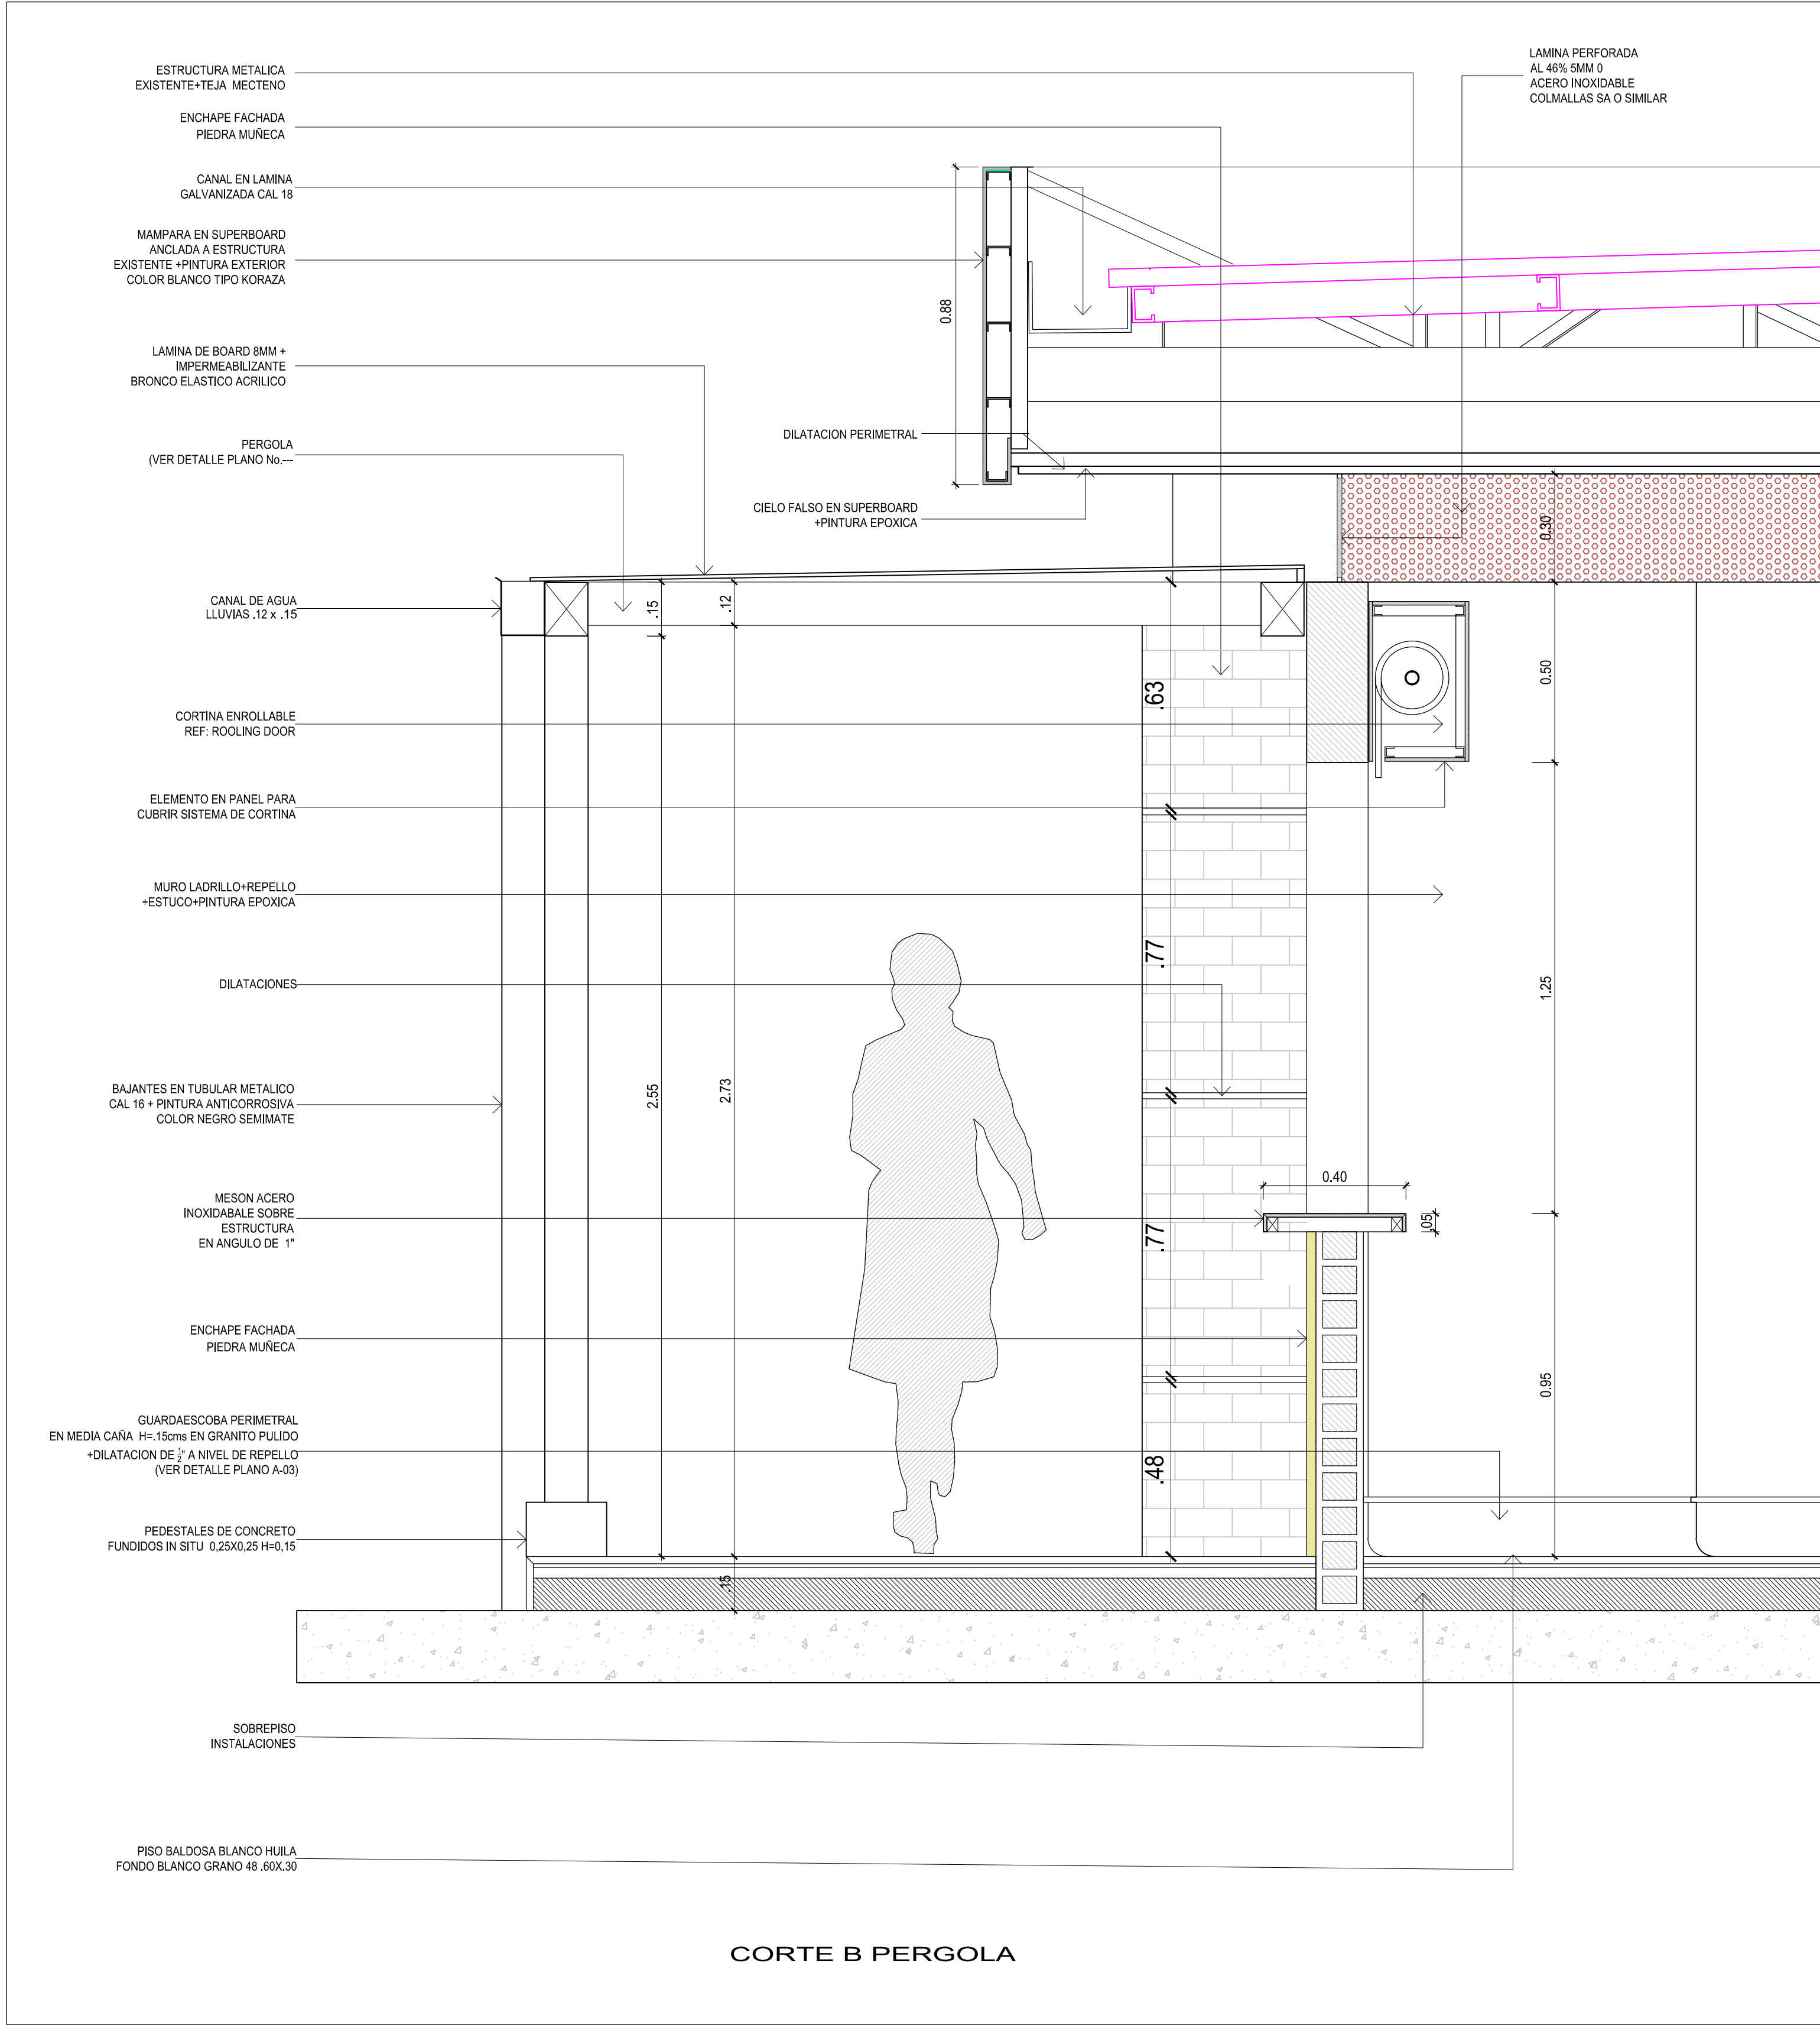 ESTRUCTURA METALICA
EXISTENTE+TEJA MECTENO
LAMINA PERFORADA
AL 46% 5MM 0
ACERO INOXIDABLE
COLMALLAS SA O SIMILAR
ENCHAPE FACHADA
PIEDRA MUÑECA
CANAL EN LAMINA
GALVANIZADA CAL 18
MAMPARA EN SUPERBOARD
ANCLADA A ESTRUCTURA
EXISTENTE +PINTURA EXTERIOR
COLOR BLANCO TIPO KORAZA
0.88
LAMINA DE BOARD 8MM +
IMPERMEABILIZANTE
BRONCO ELASTICO ACRILICO
DILATACION PERIMETRAL
PERGOLA
(VER DETALLE PLANO No.---
CIELO FALSO EN SUPERBOARD
+PINTURA EPOXICA
0.30
CANAL DE AGUA
LLUVIAS .12 x .15
.15
.12
.63
0.50
CORTINA ENROLLABLE
REF: ROOLING DOOR
ELEMENTO EN PANEL PARA
CUBRIR SISTEMA DE CORTINA
MURO LADRILLO+REPELLO
+ESTUCO+PINTURA EPOXICA
.77
1.25
DILATACIONES
BAJANTES EN TUBULAR METALICO
CAL 16 + PINTURA ANTICORROSIVA
COLOR NEGRO SEMIMATE
2.55
2.73
0.40
MESON ACERO
INOXIDABALE SOBRE
ESTRUCTURA
EN ANGULO DE 1"
.77
.05
ENCHAPE FACHADA
PIEDRA MUÑECA
0.95
GUARDAESCOBA PERIMETRAL
EN MEDIA CAÑA H=.15cms EN GRANITO PULIDO
+DILATACION DE ½" A NIVEL DE REPELLO
(VER DETALLE PLANO A-03)
.48
PEDESTALES DE CONCRETO
FUNDIDOS IN SITU 0,25X0,25 H=0,15
.15
SOBREPISO
INSTALACIONES
PISO BALDOSA BLANCO HUILA
FONDO BLANCO GRANO 48 .60X.30
CORTE B PERGOLA